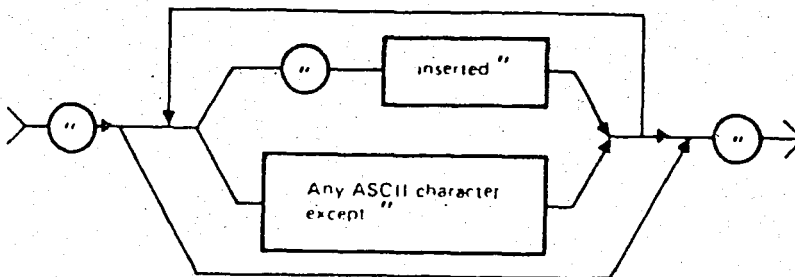 "
inserted "
"
"
Any ASCII character
except "